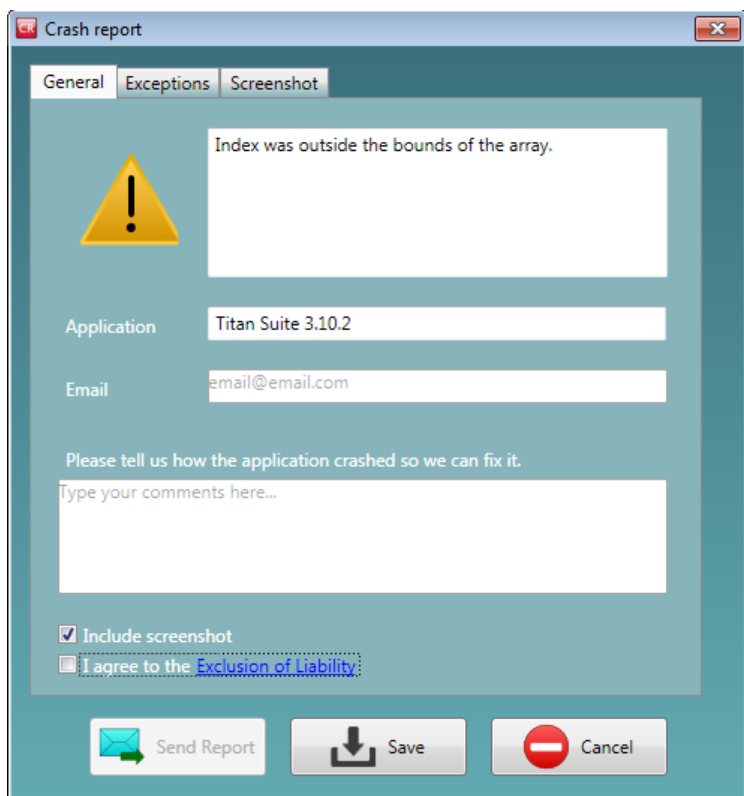 CR Crash report
General Exceptions Screenshot
Index was outside the bounds of the array.
Application Titan Suite 3.10.2
Email email@email.com
Please tell us how the application crashed so we can fix it.
Type your comments here...
Include screenshot
I agree to the Exclusion of Liability
Send Report Save Cancel